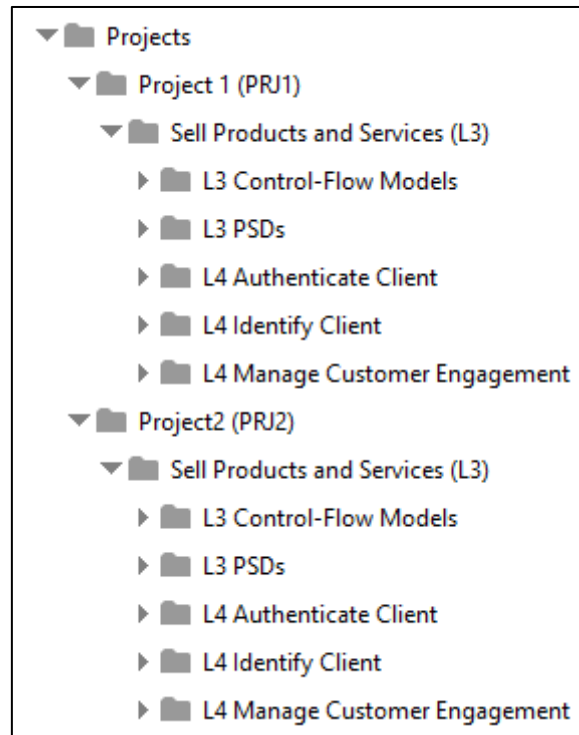 Projects
Project 1 (PRJ1)
Sell Products and Services (L3)
L3 Control-Flow Models
L3 PSDs
L4 Authenticate Client
L4 Identify Client
L4 Manage Customer Engagement
Project2 (PRJ2)
Sell Products and Services (L3)
L3 Control-Flow Models
L3 PSDs
L4 Authenticate Client
L4 Identify Client
L4 Manage Customer Engagement